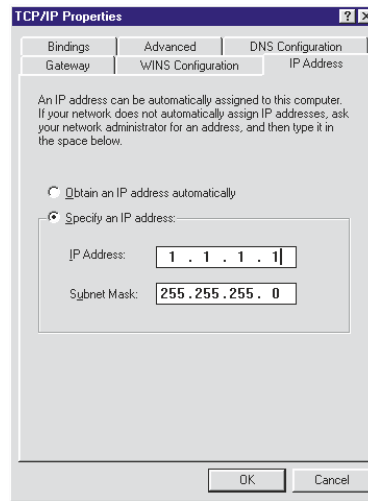 TCP/IP Properties ? X
Bindings Advanced DNS Configuration
Gateway WINS Configuration IP Address
An IP address can be automatically assigned to this computer.
If your network does not automatically assign IP addresses, ask
your network administrator for an address, and then type it in
the space below.
Obtain an IP address automatically
Specify an IP address:
IP Address: 1 . 1 . 1 . 1
Subnet Mask: 255.255.255. 0
OK Cancel